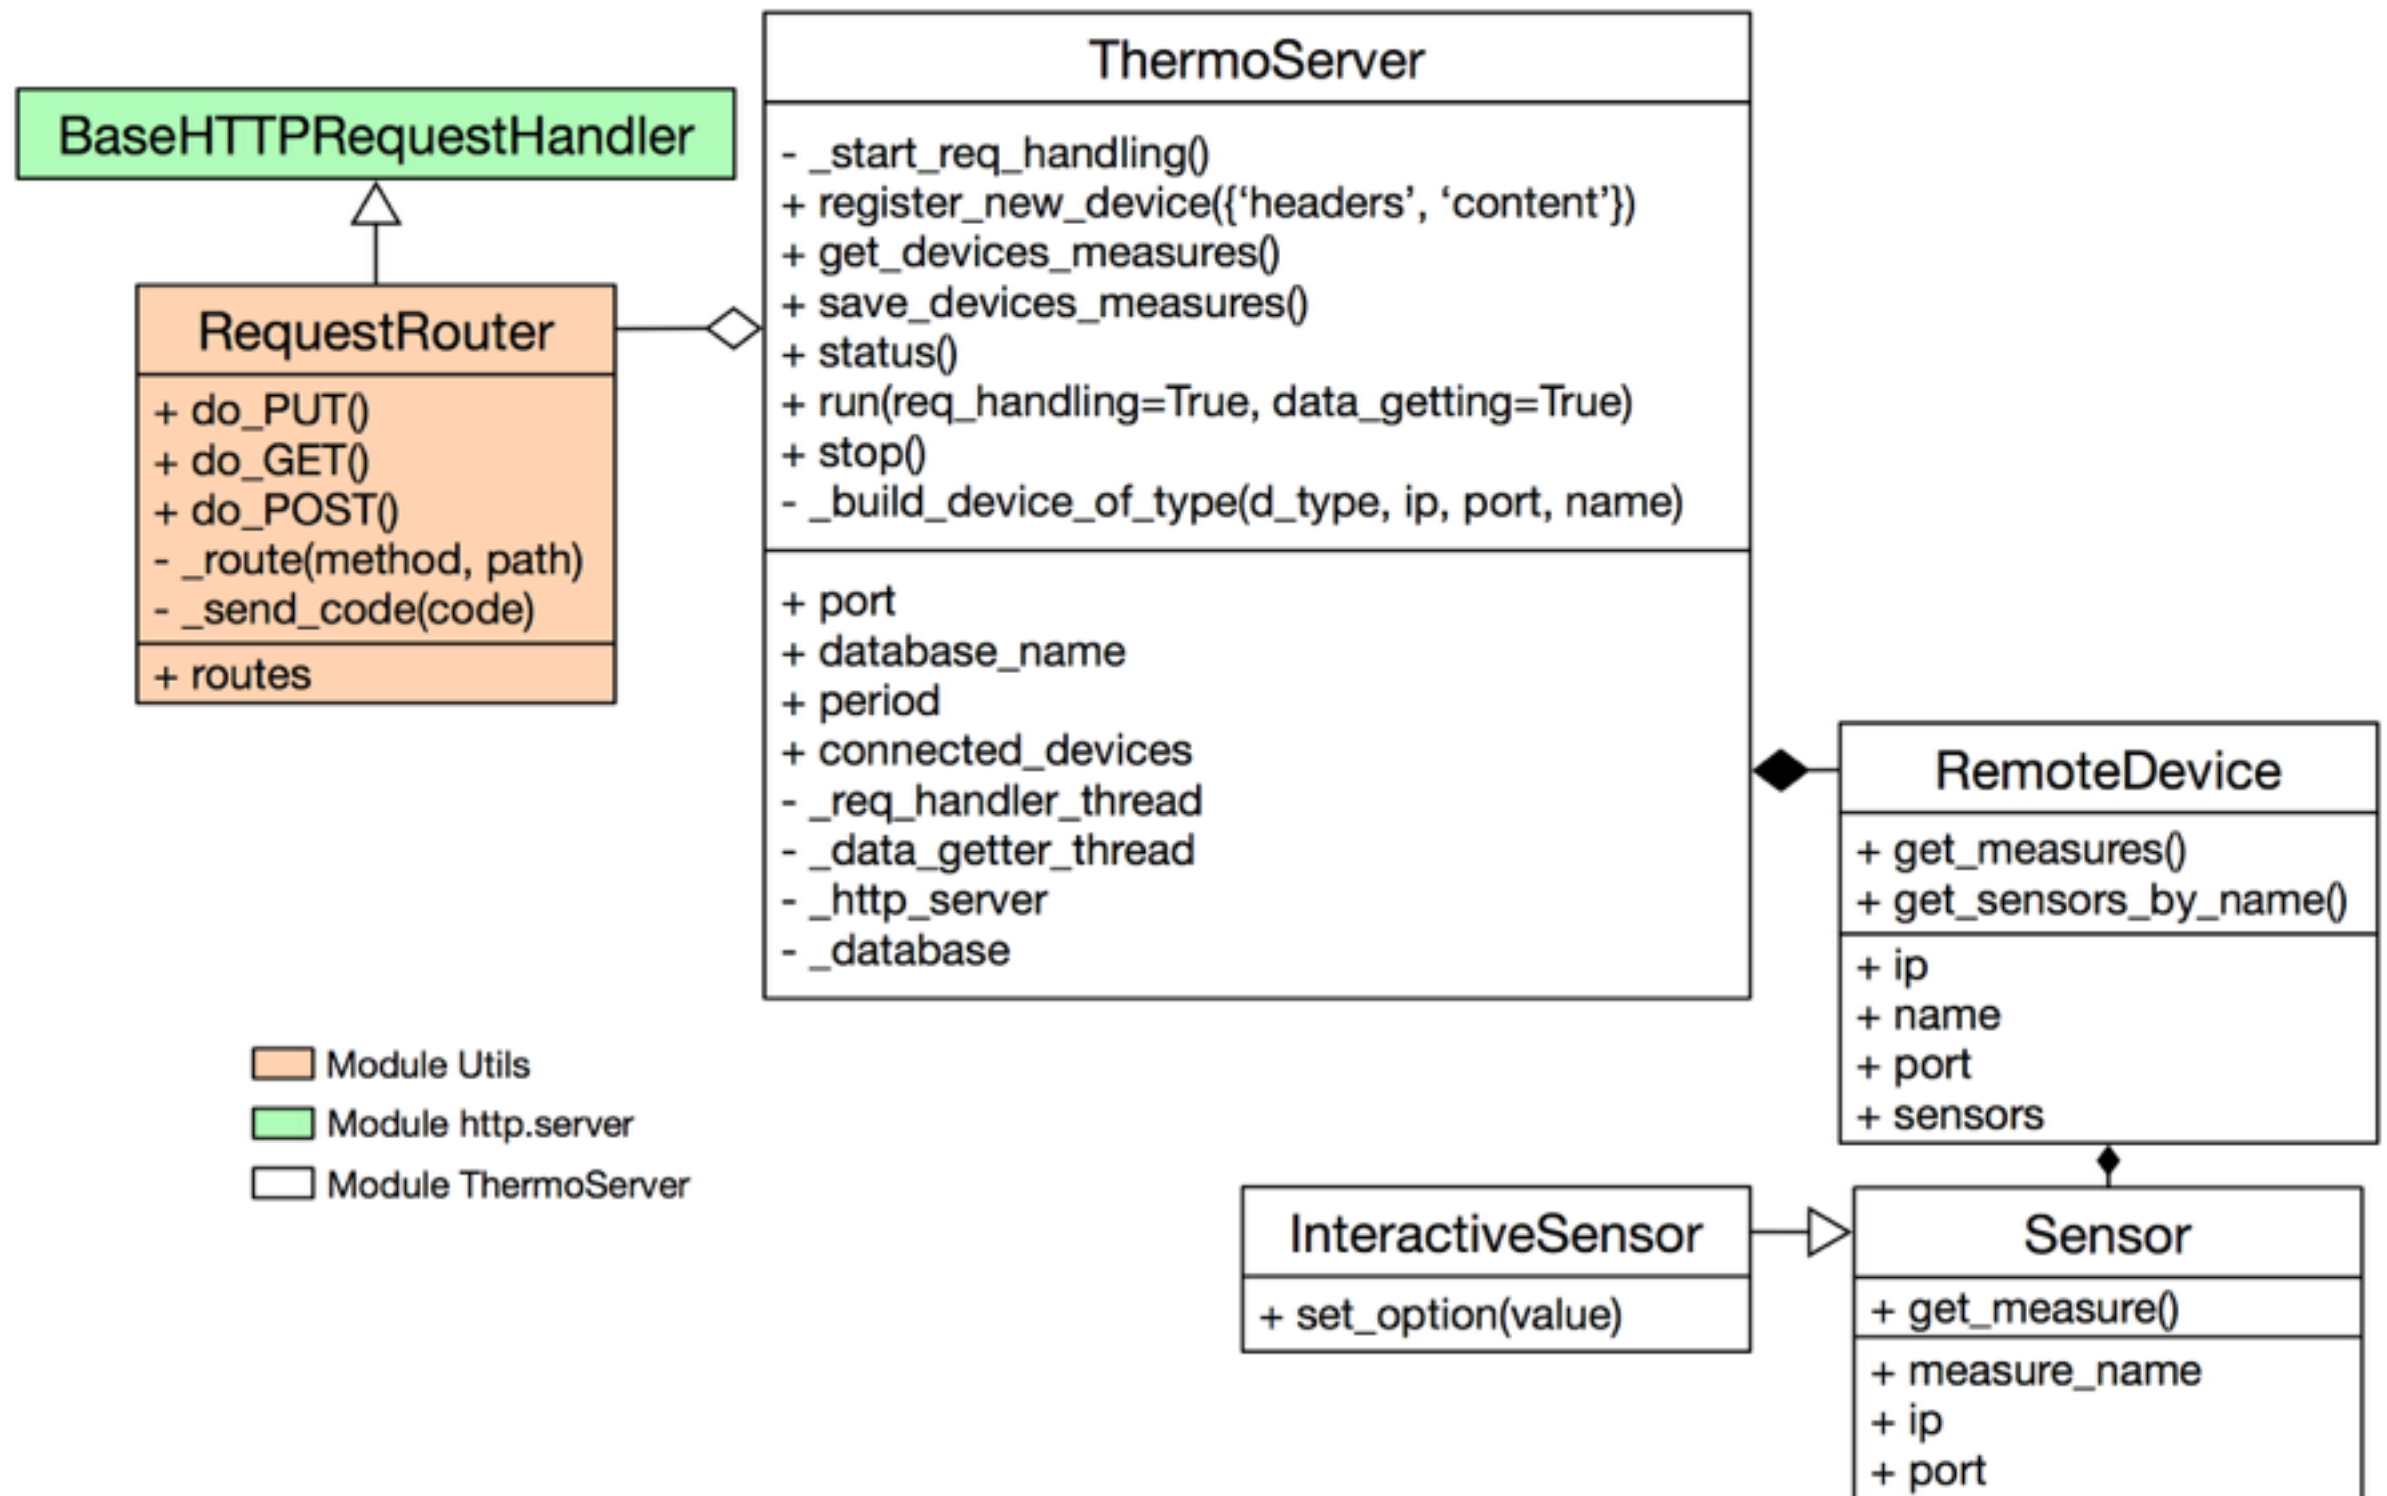 BaseHTTPRequestHandler
RequestRouter
+ do_PUT()
+ do_GET()
+ do_POST()
- _route(method, path)
- _send_code(code)
+ routes
ThermoServer
- _start_req_handling()
+ register_new_device({‘headers’, ‘content’})
+ get_devices_measures()
+ save_devices_measures()
+ status()
+ run(req_handling=True, data_getting=True)
+ stop()
- _build_device_of_type(d_type, ip, port, name)
+ port
+ database_name
+ period
+ connected_devices
- _req_handler_thread
- _data_getter_thread
- _http_server
- _database
RemoteDevice
+ get_measures()
+ get_sensors_by_name()
+ ip
+ name
+ port
+ sensors
Module Utils
Module http.server
Module ThermoServer
InteractiveSensor
+ set_option(value)
Sensor
+ get_measure()
+ measure_name
+ ip
+ port